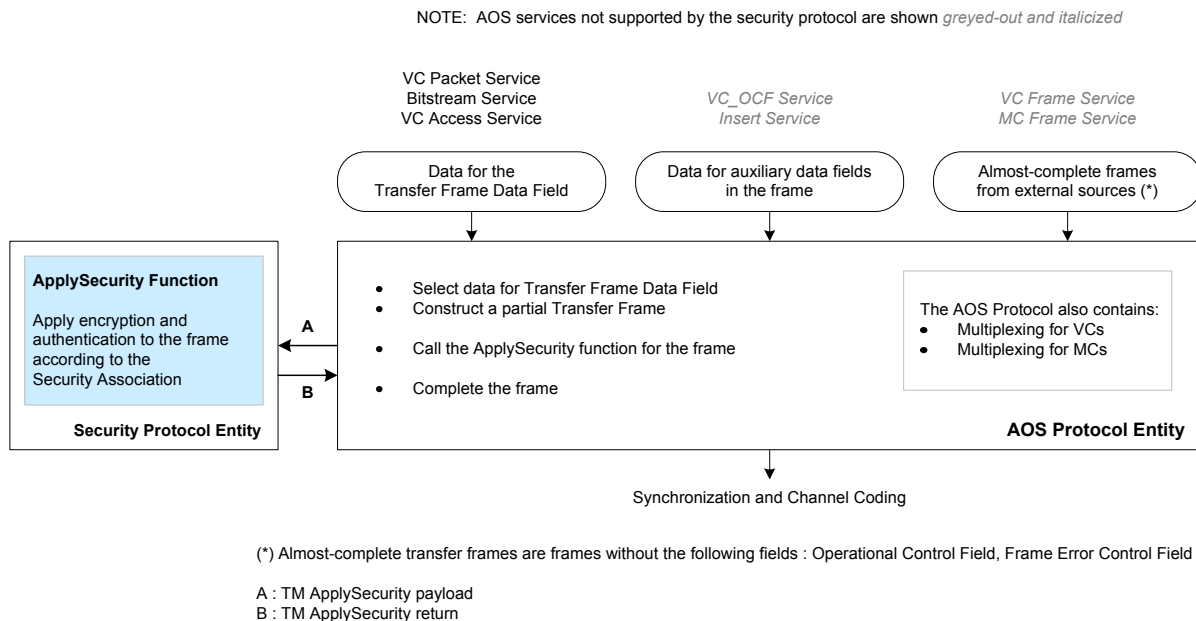 NOTE: AOS services not supported by the security protocol are shown greyed-out and italicized
VC Packet Service
Bitstream Service
VC Access Service
VC_OCF Service
Insert Service
VC Frame Service
MC Frame Service
Data for the
Transfer Frame Data Field
Data for auxiliary data fields
in the frame
Almost-complete frames
from external sources (*)
ApplySecurity Function
Apply encryption and
authentication to the frame
according to the
Security Association
Security Protocol Entity
A
B
• Select data for Transfer Frame Data Field
• Construct a partial Transfer Frame
• Call the ApplySecurity function for the frame
• Complete the frame
The AOS Protocol also contains:
• Multiplexing for VCs
• Multiplexing for MCs
AOS Protocol Entity
Synchronization and Channel Coding
(*) Almost-complete transfer frames are frames without the following fields : Operational Control Field, Frame Error Control Field
A : TM ApplySecurity payload
B : TM ApplySecurity return